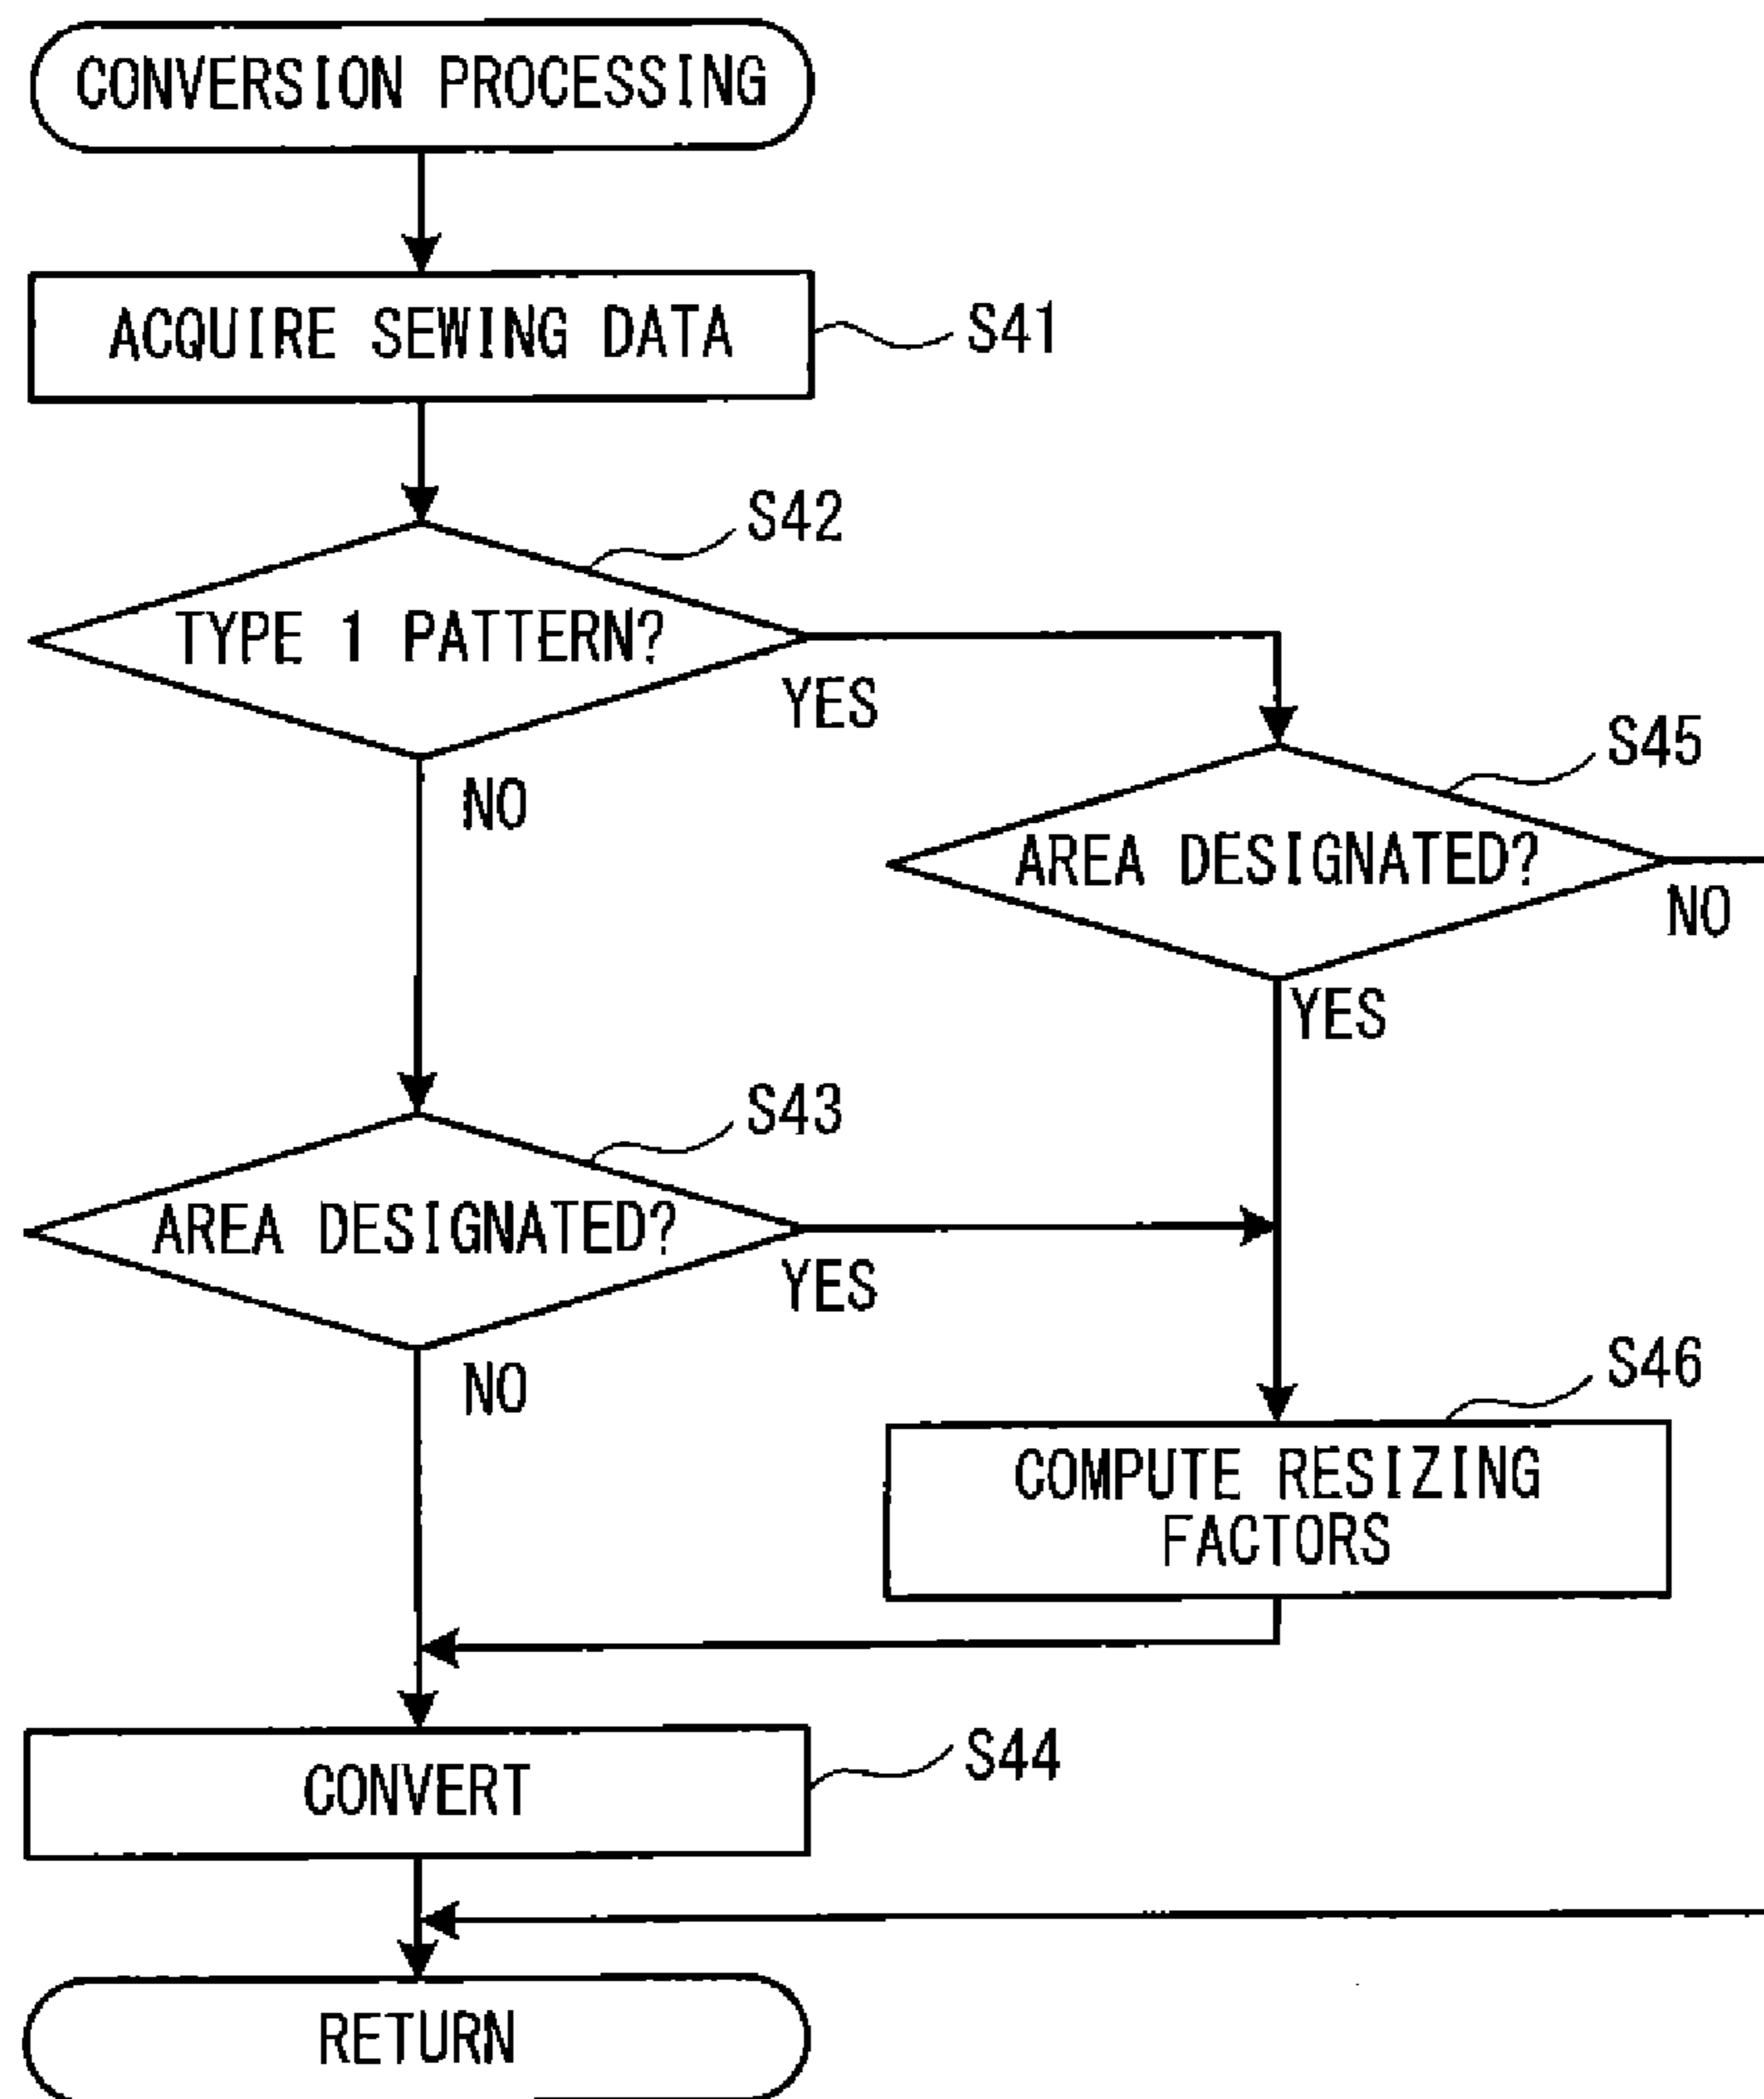 CONVERSION PROCESSING
ACQUIRE SEWING DATA
S41
S42
TYPE 1 PATTERN?
YES
NO
S45
AREA DESIGNATED?
NO
YES
S43
AREA DESIGNATED?
YES
NO
S46
COMPUTE RESIZING
FACTORS
CONVERT
S44
RETURN